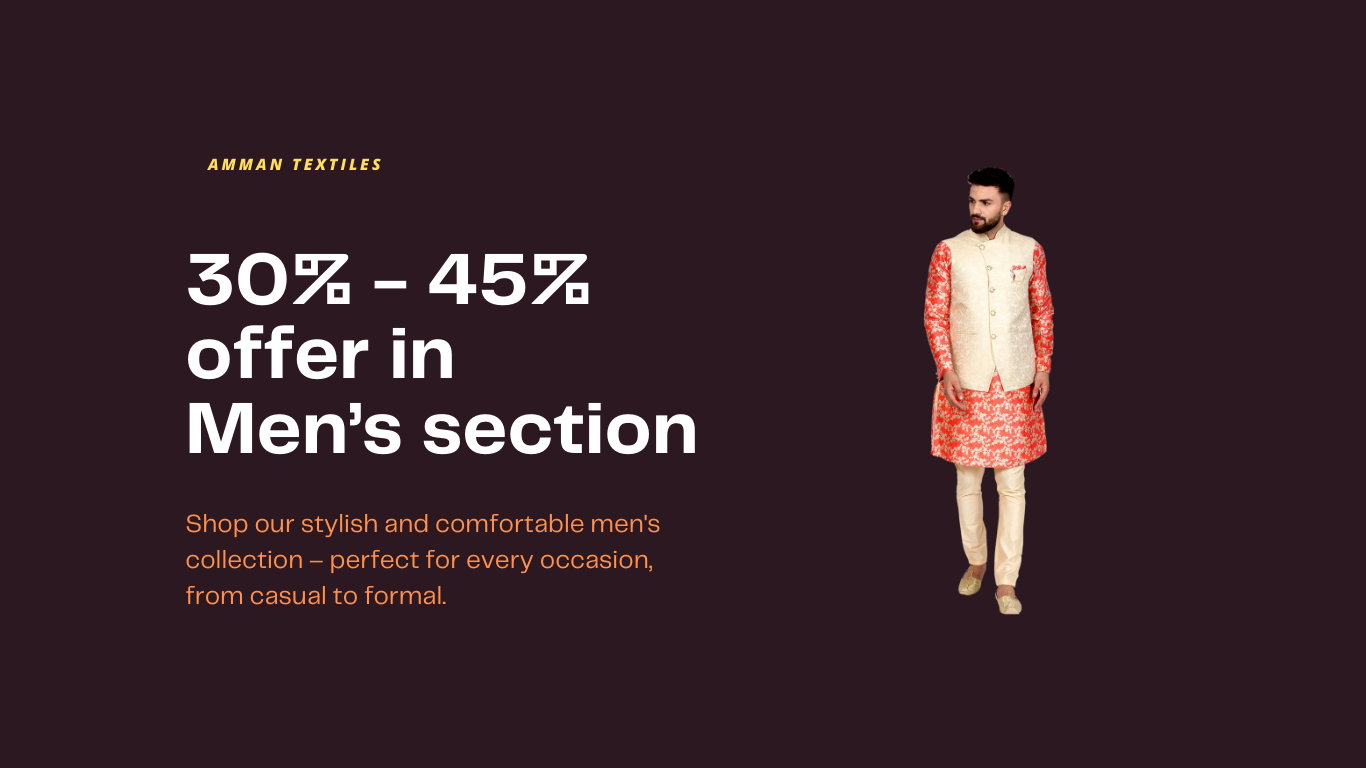 AMMAN TEXTILES
30% – 45%
offer in
Men’s section
Shop our stylish and comfortable men's
collection – perfect for every occasion,
from casual to formal.